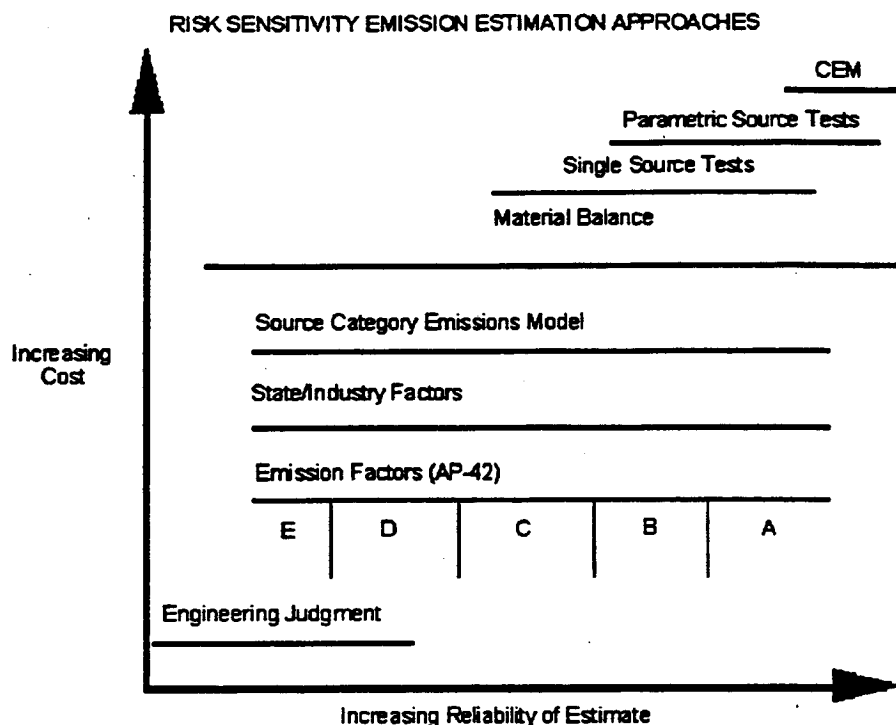 RISK SENSITIVITY EMISSION ESTIMATION APPROACHES
CEM
Parametric Source Tests
Single Source Tests
Material Balance
Source Category Emissions Model
Increasing
Cost
State/Industry Factors
Emission Factors (AP-42)
E D C B A
Engineering Judgment
Increasing Reliability of Estimate